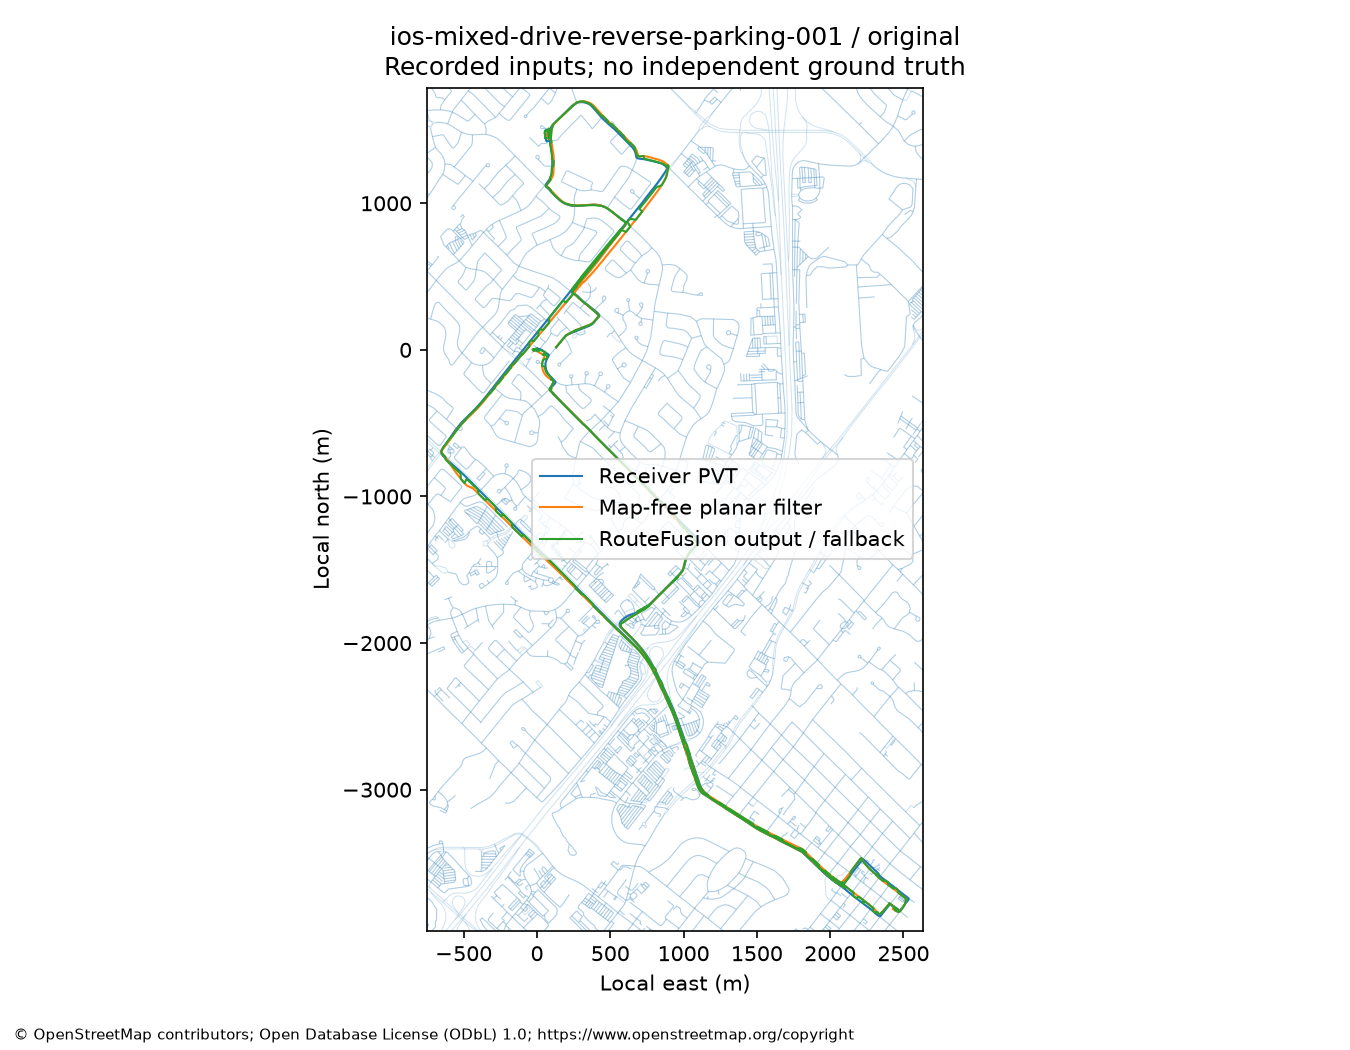 ios-mixed-drive-reverse-parking-001 / original
Recorded inputs; no independent ground truth
1000
0
−1000
−2000
−3000
Local north (m)
Receiver PVT
Map-free planar filter
RouteFusion output / fallback
−500 0 500 1000 1500 2000 2500
Local east (m)
© OpenStreetMap contributors; Open Database License (ODbL) 1.0; https://www.openstreetmap.org/copyright